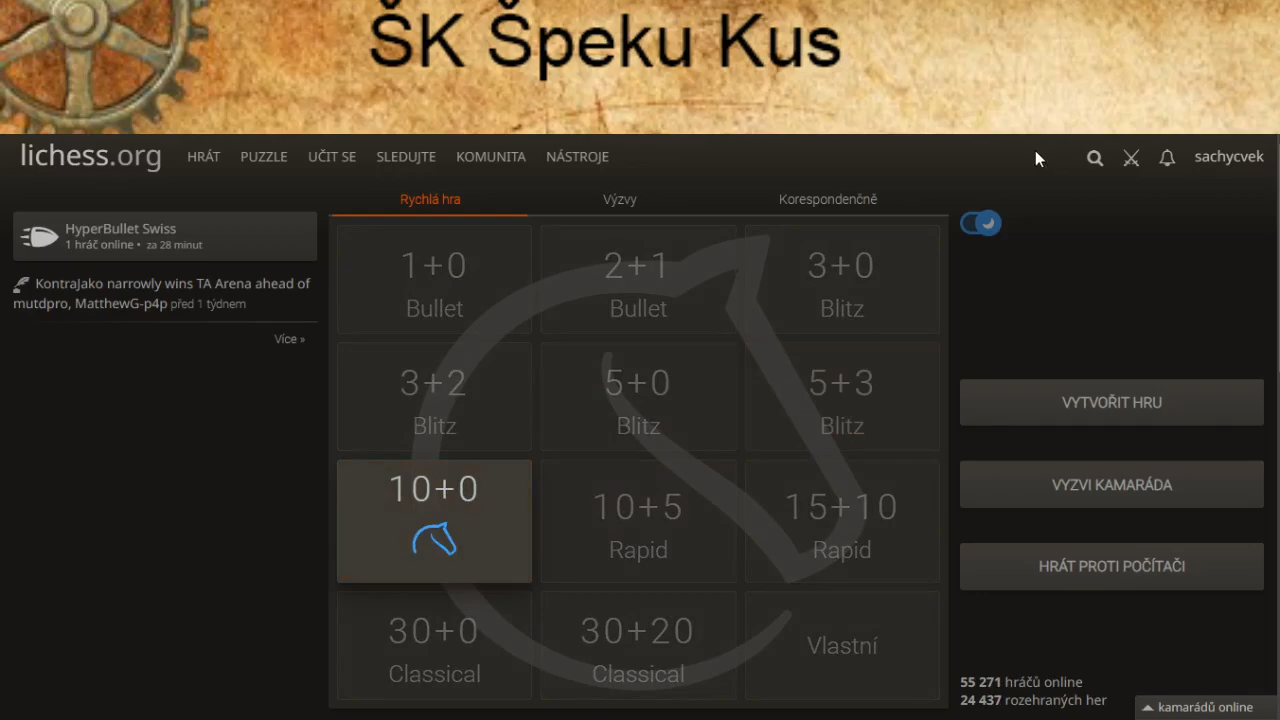 ŠK Špeku Kus
lichess.org
HRÁT PUZZLE UČIT SE SLEDUJTE KOMUNITA NÁSTROJE
sachycvek
Rychlá hra Výzvy Korespondenčně
HyperBullet Swiss
1 hráč online • za 28 minut
KontraJako narrowly wins TA Arena ahead of
mutdpro, MatthewG-p4p před 1 týdnem
Více »
1+0 2+1 3+0
Bullet Bullet Blitz
3+2 5+0 5+3
Blitz Blitz Blitz
10+0 10+5 15+10
Rapid Rapid
30+0 30+20
Classical Classical Vlastní
VYTVOŘIT HRU
VYZVI KAMARÁDA
HRÁT PROTI POČÍTAČI
55 271 hráčů online
24 437 rozehraných her
kamarádů online